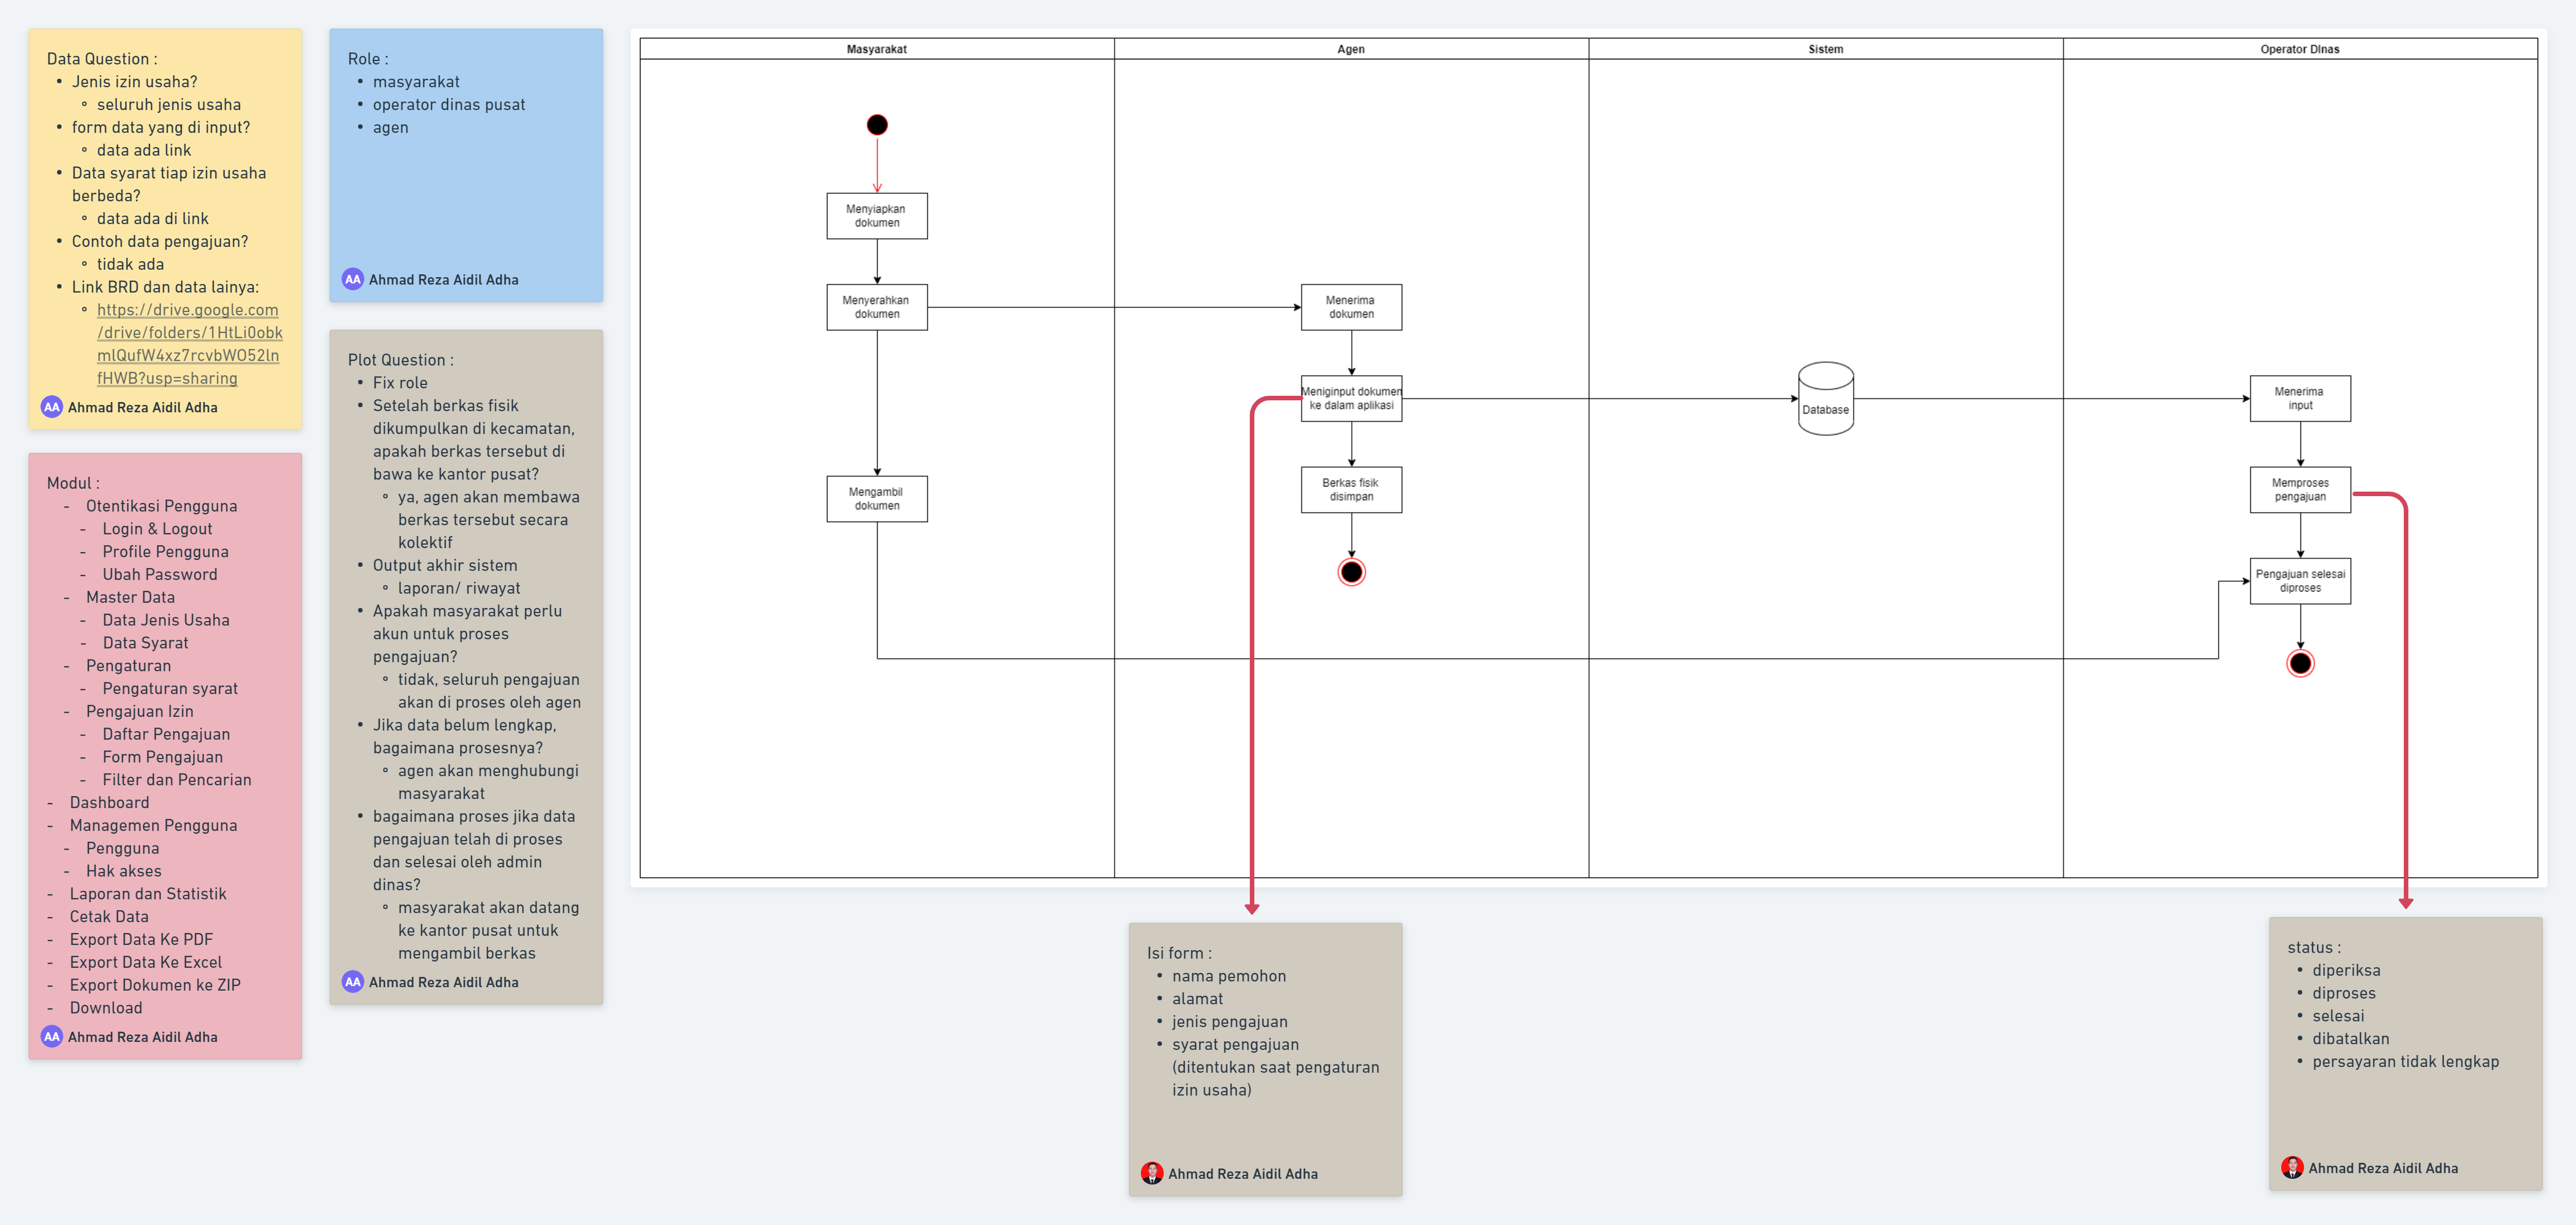 Data Question :
• Jenis izin usaha?
◦ seluruh jenis usaha
• form data yang di input?
◦ data ada link
• Data syarat tiap izin usaha
berbeda?
◦ data ada di link
• Contoh data pengajuan?
◦ tidak ada
• Link BRD dan data lainya:
◦ https://drive.google.com
/drive/folders/1HtLi0obk
mlQufW4xz7rcvbWO52ln
fHWB?usp=sharing
AA Ahmad Reza Aidil Adha
Modul :
- Otentikasi Pengguna
- Login & Logout
- Profile Pengguna
- Ubah Password
- Master Data
- Data Jenis Usaha
- Data Syarat
- Pengaturan
- Pengaturan syarat
- Pengajuan Izin
- Daftar Pengajuan
- Form Pengajuan
- Filter dan Pencarian
- Dashboard
- Managemen Pengguna
- Pengguna
- Hak akses
- Laporan dan Statistik
- Cetak Data
- Export Data Ke PDF
- Export Data Ke Excel
- Export Dokumen ke ZIP
- Download
AA Ahmad Reza Aidil Adha
Role :
• masyarakat
• operator dinas pusat
• agen
AA Ahmad Reza Aidil Adha
Plot Question :
• Fix role
• Setelah berkas fisik
dikumpulkan di kecamatan,
apakah berkas tersebut di
bawa ke kantor pusat?
◦ ya, agen akan membawa
berkas tersebut secara
kolektif
• Output akhir sistem
◦ laporan/ riwayat
• Apakah masyarakat perlu
akun untuk proses
pengajuan?
◦ tidak, seluruh pengajuan
akan di proses oleh agen
• Jika data belum lengkap,
bagaimana prosesnya?
◦ agen akan menghubungi
masyarakat
• bagaimana proses jika data
pengajuan telah di proses
dan selesai oleh admin
dinas?
◦ masyarakat akan datang
ke kantor pusat untuk
mengambil berkas
AA Ahmad Reza Aidil Adha
Masyarakat
Agen
Sistem
Operator DInas
Menyiapkan
dokumen
Menyerahkan
dokumen
Mengambil
dokumen
Menerima
dokumen
Meniginput dokumen
ke dalam aplikasi
Berkas fisik
disimpan
Database
Menerima
input
Memproses
pengajuan
Pengajuan selesai
diproses
Isi form :
• nama pemohon
• alamat
• jenis pengajuan
• syarat pengajuan
(ditentukan saat pengaturan
izin usaha)
Ahmad Reza Aidil Adha
status :
• diperiksa
• diproses
• selesai
• dibatalkan
• persayaran tidak lengkap
Ahmad Reza Aidil Adha